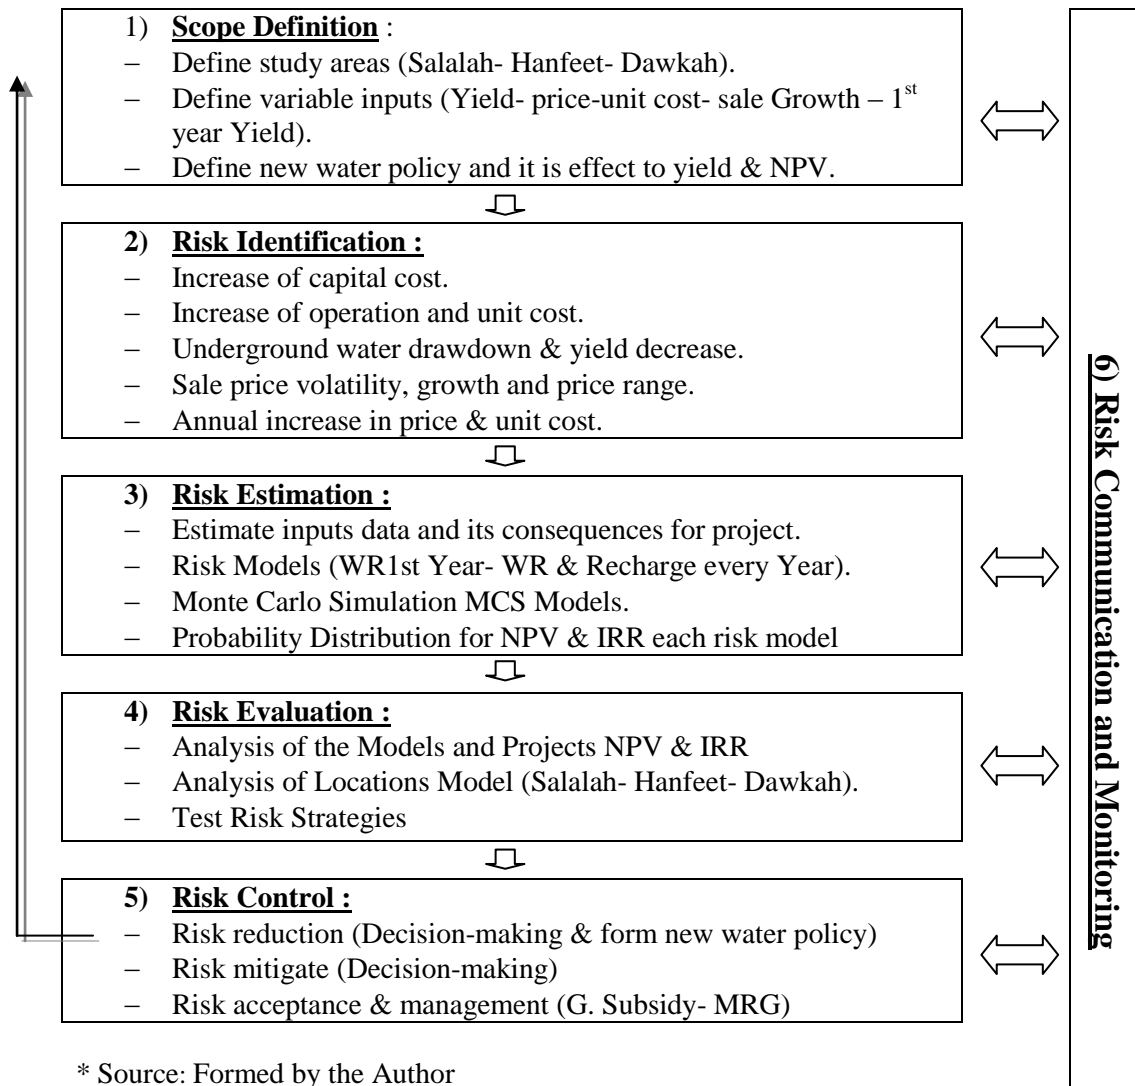 1) Scope Definition :
– Define study areas (Salalah- Hanfeet- Dawkah).
– Define variable inputs (Yield- price-unit cost- sale Growth – 1st
year Yield).
– Define new water policy and it is effect to yield & NPV.
2) Risk Identification :
– Increase of capital cost.
– Increase of operation and unit cost.
– Underground water drawdown & yield decrease.
– Sale price volatility, growth and price range.
– Annual increase in price & unit cost.
3) Risk Estimation :
– Estimate inputs data and its consequences for project.
– Risk Models (WR1st Year- WR & Recharge every Year).
– Monte Carlo Simulation MCS Models.
– Probability Distribution for NPV & IRR each risk model
4) Risk Evaluation :
– Analysis of the Models and Projects NPV & IRR
– Analysis of Locations Model (Salalah- Hanfeet- Dawkah).
– Test Risk Strategies
5) Risk Control :
– Risk reduction (Decision-making & form new water policy)
– Risk mitigate (Decision-making)
– Risk acceptance & management (G. Subsidy- MRG)
6) Risk Communication and Monitoring
* Source: Formed by the Author